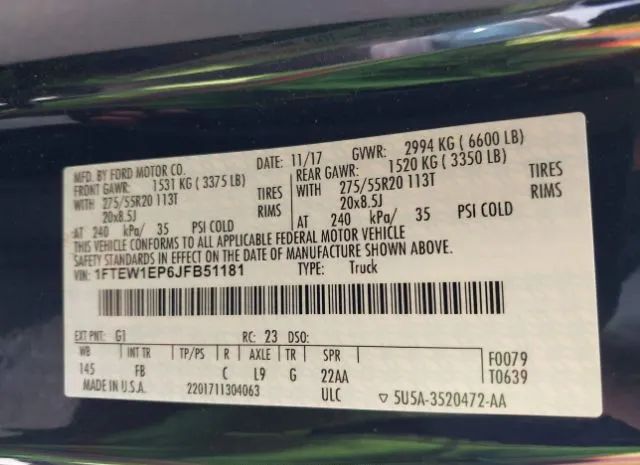 MFD. BY FORD MOTOR CO.
DATE: 11/17
GVWR: 2994 KG ( 6600 LB)
FRONT GAWR: 1531 KG ( 3375 LB)
REAR GAWR: 1520 KG ( 3350 LB)
WITH 275/55R20 113T TIRES
WITH 275/55R20 113T TIRES
20x8.5J RIMS
20x8.5J RIMS
AT 240 kPa/ 35 PSI COLD
AT 240 kPa/ 35 PSI COLD
THIS VEHICLE CONFORMS TO ALL APPLICABLE FEDERAL MOTOR VEHICLE
SAFETY STANDARDS IN EFFECT ON THE DATE OF MANUFACTURE SHOWN ABOVE.
VIN: 1FTEW1EP6JFB51181
TYPE: Truck
EXT PNT: G1 RC: 23 DSO:
WB INT TR TP/PS R AXLE TR SPR
145 FB C L9 G 22AA
F0079
T0639
MADE IN U.S.A. 2201711304063 ULC
▽ 5U5A-3520472-AA